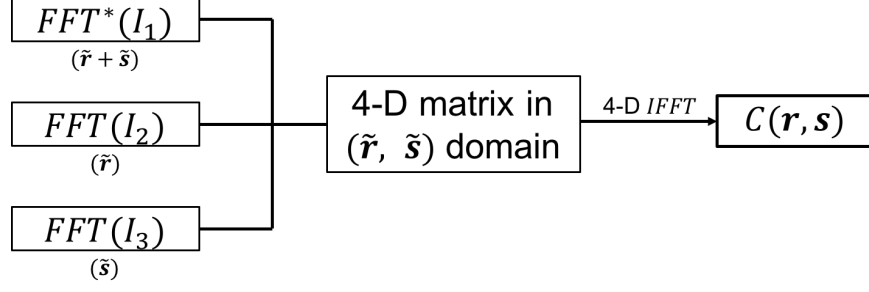 FFT*(I₁)
(r̃ + s̃)
FFT(I₂)
(r̃)
FFT(I₃)
(s̃)
4-D matrix in
(r̃, s̃) domain
4-D IFFT
C(r, s)